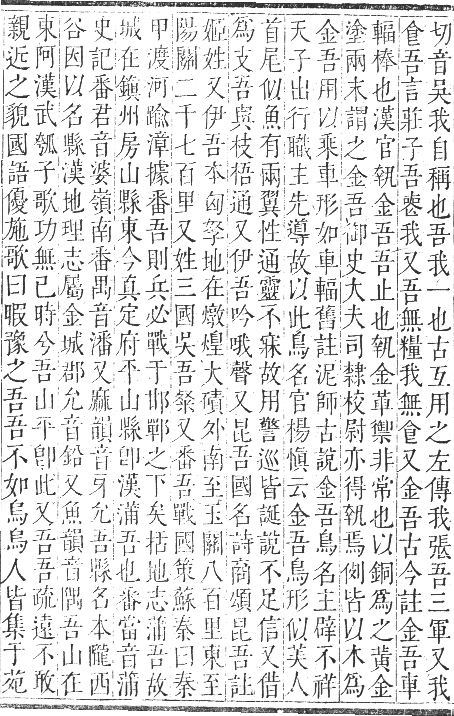 切音吳我自稱也吾我一也古互用之左傳我張吾三軍又我
食吾言莊子吾喪我又吾無糧我無食又金吾古今註金吾車
輻棒也漢官執金吾吾止也執金革禦非常也以銅爲之黃金
塗兩末謂之金吾御史大夫司隸校尉亦得執焉皆以木爲
金吾用以乘車形如車輻舊註泥師古說金吾鳥名主辟不祥
天子出行職主先導故以此鳥名官楊愼云金吾鳥形似美人
首尾似魚有兩翼性通靈不寐故用警巡皆誕說不足信又借
爲支吾與枝梧通又伊吾吟哦聲又昆吾國名詩商頌昆吾註
姬姓又伊吾本匈孥地在燉煌大磧外南至玉關八百里東至
陽關二千七百里又姓三國吳吾粲又番吾戰國策蘇秦曰秦
甲渡河踰漳據番吾則兵必戰于邯鄲之下矣括地志蒲吾故
城在鎭州房山縣東今真定府平山縣卽漢蒲吾也番當音蒲
史記番君音婆嶺南番禺音潘又麻韻音牙允吾縣名本隴西
谷因以名縣漢地理志屬金城郡允音鉛又魚韻音隅吾山在
東阿漢武瓠子歌功無已時兮吾山平卽此又吾吾疏遠不敢
親近之貌國語優施歌曰暇豫之吾吾不如烏烏人皆集于苑